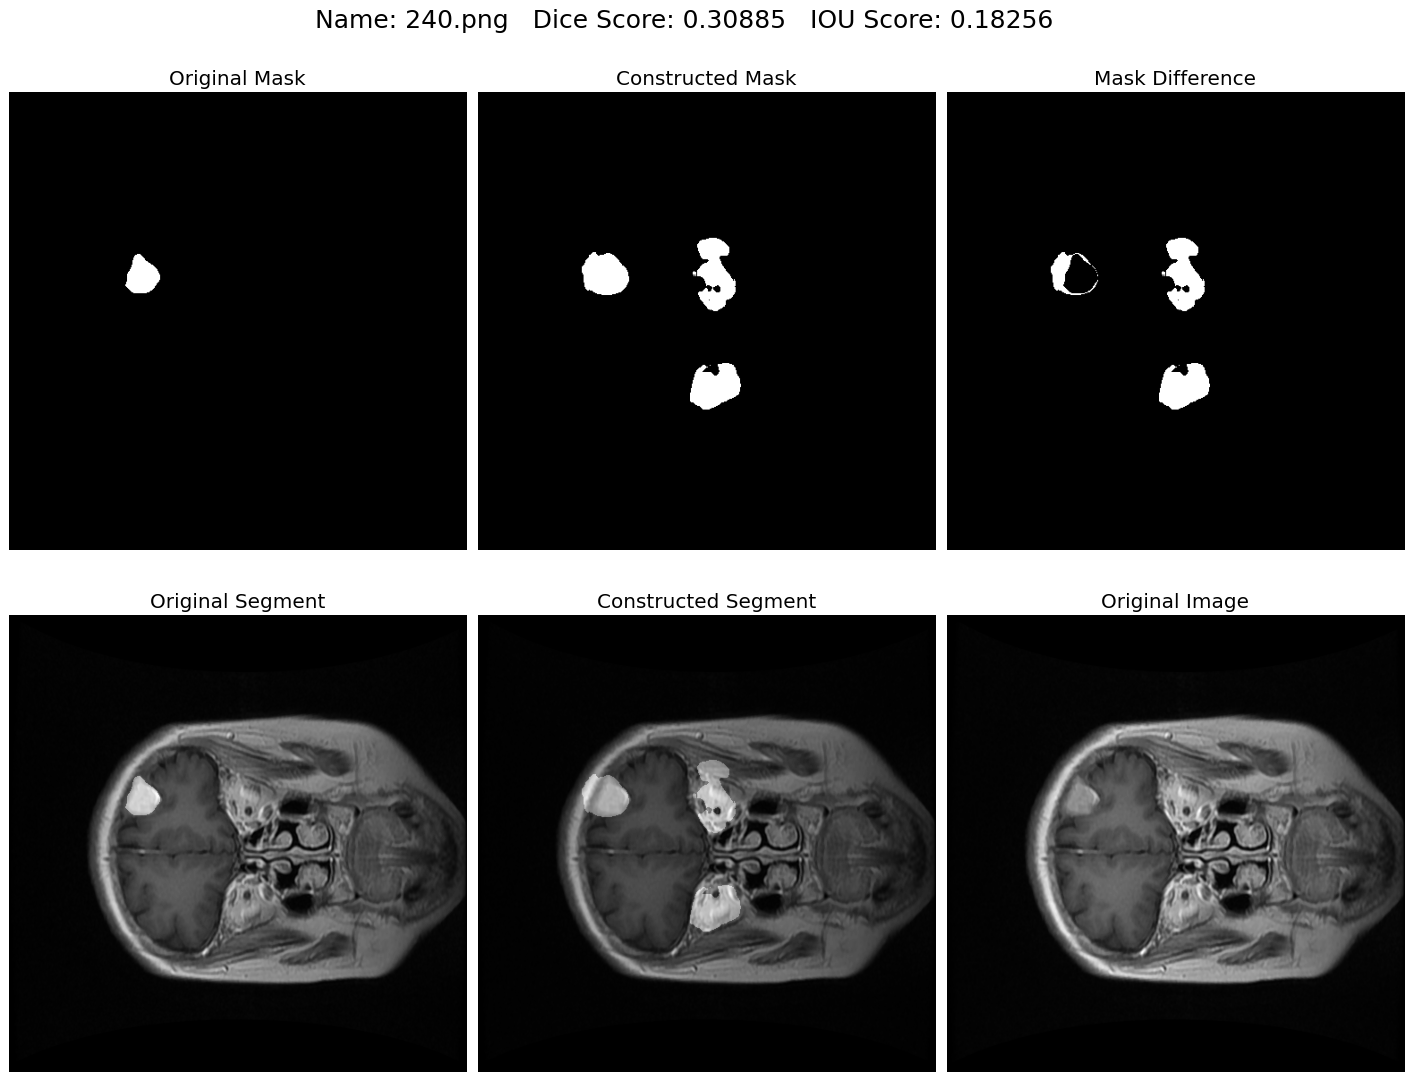 Name: 240.png   Dice Score: 0.30885   IOU Score: 0.18256
Original Mask
Constructed Mask
Mask Difference
Original Segment
Constructed Segment
Original Image